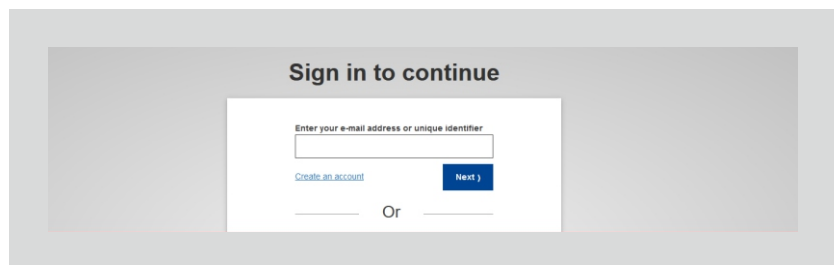 Sign in to continue
Enter your e-mail address or unique identifier
Create an account
Next ›
Or